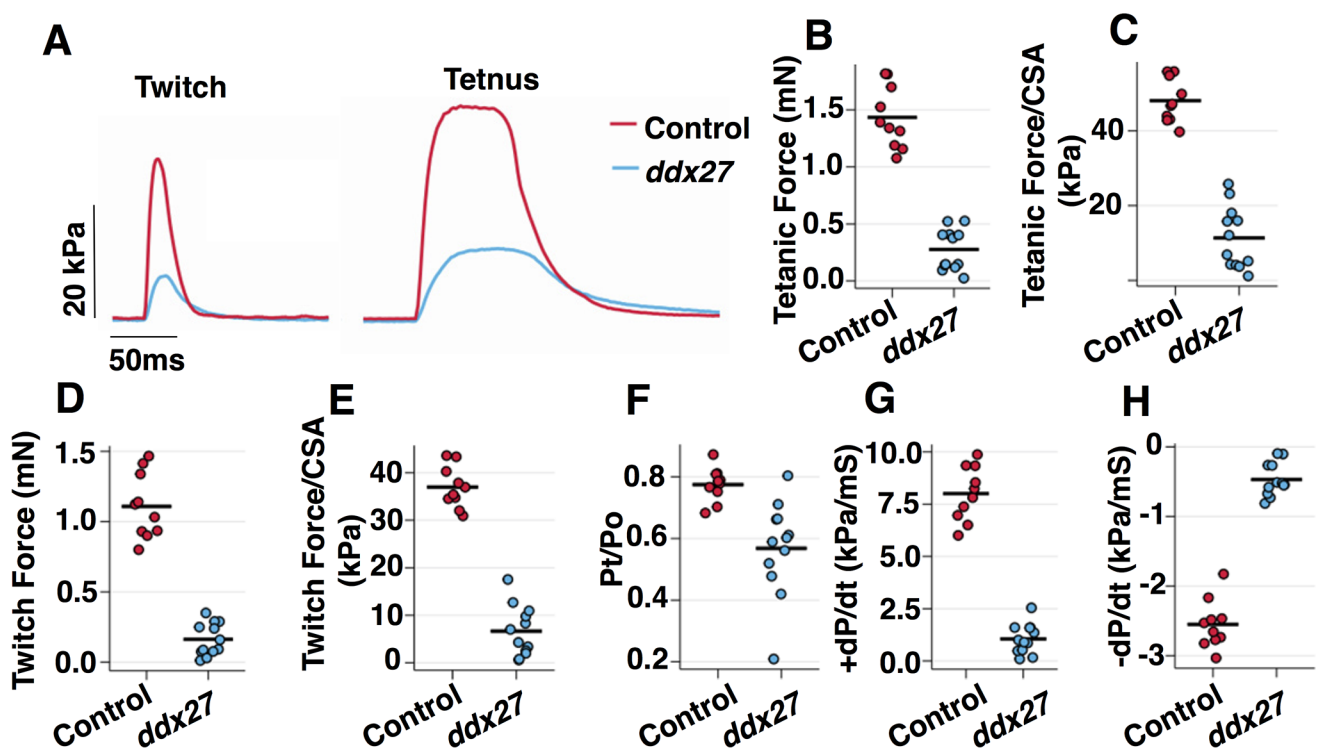 A
Twitch
Tetnus
Control
ddx27
20 kPa
50ms
B
Tetanic Force (mN)
1.5
1.0
0.5
0.0
Control
ddx27
C
Tetanic Force/CSA
(kPa)
40
20
Control
ddx27
D
Twitch Force (mN)
1.5
1.0
0.5
0.0
Control
ddx27
E
Twitch Force/CSA
(kPa)
40
30
20
10
0
Control
ddx27
F
Pt/Po
0.8
0.6
0.4
0.2
Control
ddx27
G
+dP/dt (kPa/mS)
10.0
7.5
5.0
2.5
0.0
Control
ddx27
H
-dP/dt (kPa/mS)
0
-1
-2
-3
Control
ddx27